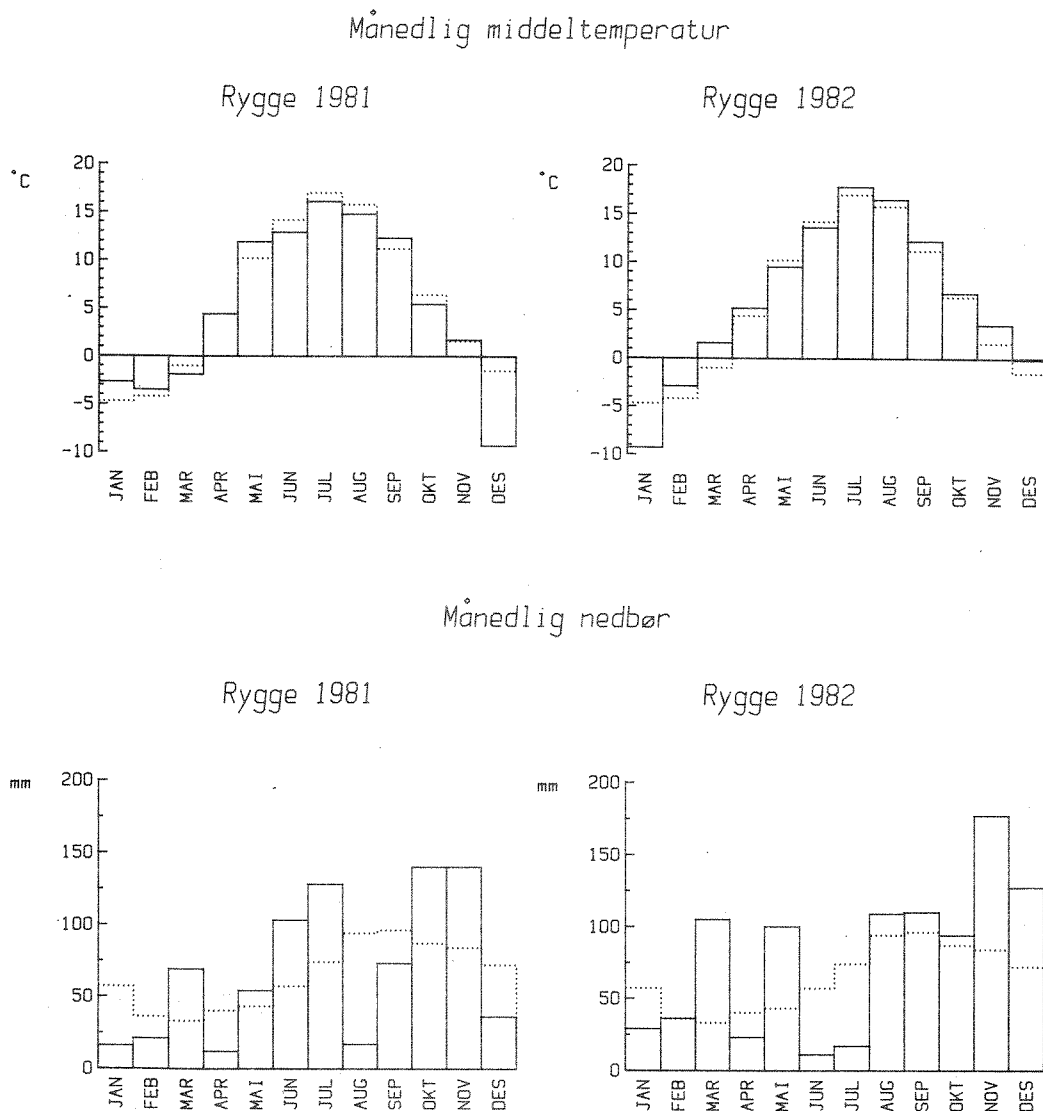 Månedlig middeltemperatur
Rygge 1981
Rygge 1982
°C
20
15
10
5
0
-5
-10
JAN
FEB
MAR
APR
MAI
JUN
JUL
AUG
SEP
OKT
NOV
DES
°C
20
15
10
5
0
-5
-10
JAN
FEB
MAR
APR
MAI
JUN
JUL
AUG
SEP
OKT
NOV
DES
Månedlig nedbør
Rygge 1981
Rygge 1982
mm
200
150
100
50
0
JAN
FEB
MAR
APR
MAI
JUN
JUL
AUG
SEP
OKT
NOV
DES
mm
200
150
100
50
0
JAN
FEB
MAR
APR
MAI
JUN
JUL
AUG
SEP
OKT
NOV
DES